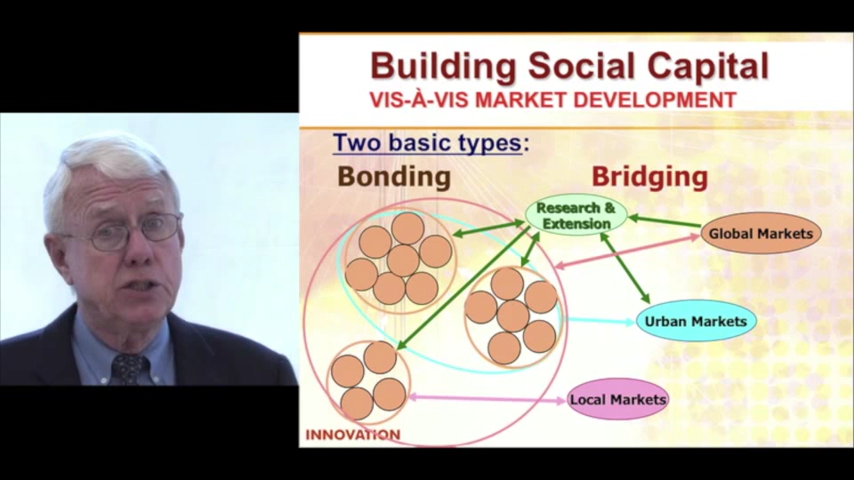 Building Social Capital
VIS-À-VIS MARKET DEVELOPMENT
Two basic types:
Bonding
Bridging
Research &
Extension
Global Markets
Urban Markets
Local Markets
INNOVATION